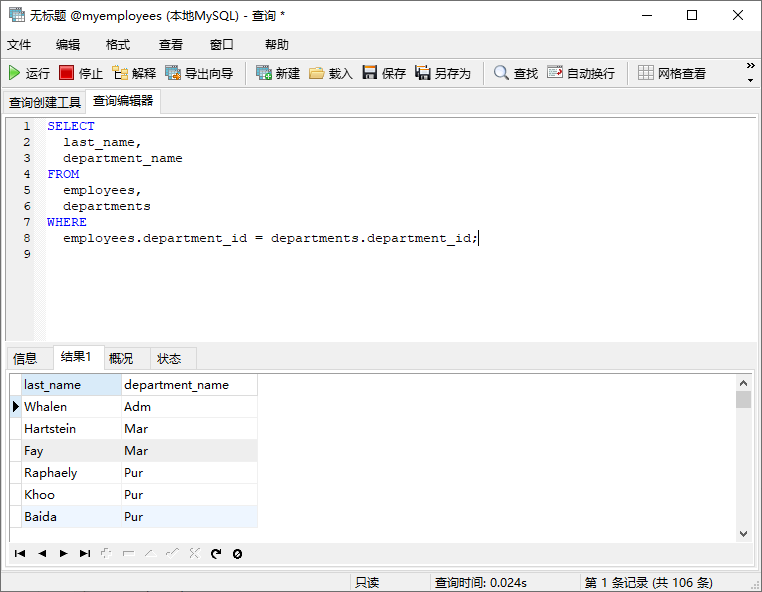 无标题 @myemployees (本地MySQL) - 查询 *
文件 编辑 格式 查看 窗口 帮助
运行 停止 解释 导出向导 新建 载入 保存 另存为 查找 自动换行 网格查看 »
查询创建工具 查询编辑器
1 SELECT
2 last_name,
3 department_name
4 FROM
5 employees,
6 departments
7 WHERE
8 employees.department_id = departments.department_id;
9
信息 结果1 概况 状态
last_name department_name
Whalen Adm
Hartstein Mar
Fay Mar
Raphaely Pur
Khoo Pur
Baida Pur
只读 查询时间: 0.024s 第 1 条记录 (共 106 条)